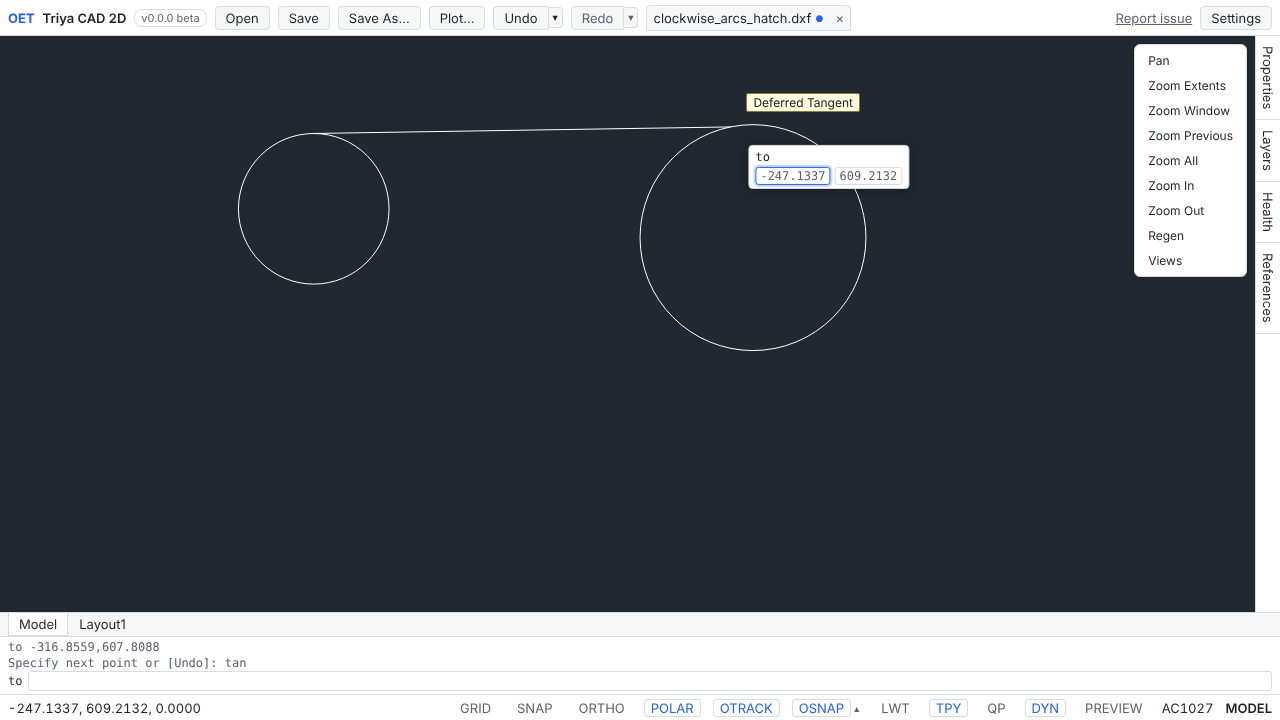 OET Triya CAD 2D v0.0.0 beta Open Save Save As... Plot... Undo ▾ Redo ▾ clockwise_arcs_hatch.dxf ● × Report issue Settings
Pan
Zoom Extents
Zoom Window
Zoom Previous
Zoom All
Zoom In
Zoom Out
Regen
Views
Properties
Layers
Health
References
Deferred Tangent
to
-247.1337 609.2132
Model Layout1
to -316.8559,607.8088
Specify next point or [Undo]: tan
to
-247.1337, 609.2132, 0.0000 GRID SNAP ORTHO POLAR OTRACK OSNAP ▴ LWT TPY QP DYN PREVIEW AC1027 MODEL